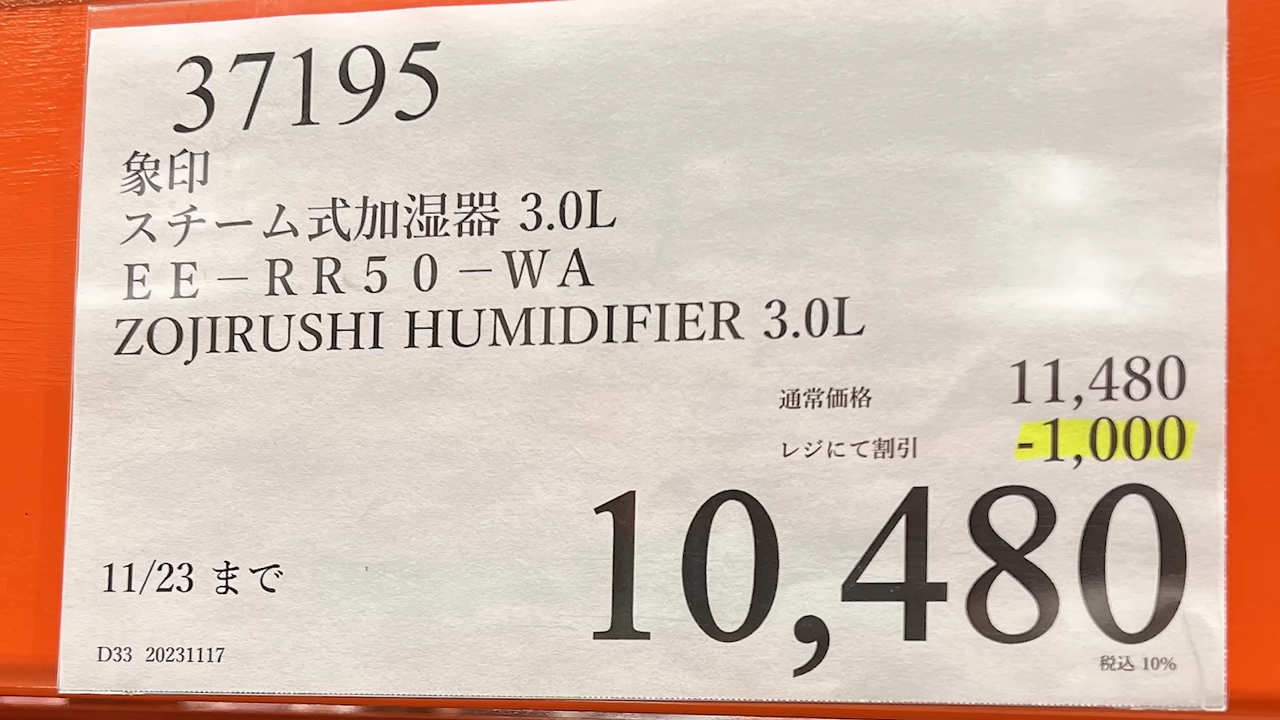 37195
象印
スチーム式加湿器 3.0L
ＥＥ－ＲＲ５０－ＷＡ
ZOJIRUSHI HUMIDIFIER 3.0L
通常価格 11,480
レジにて割引 -1,000
10,480
11/23 まで
税込 10%
D33 20231117